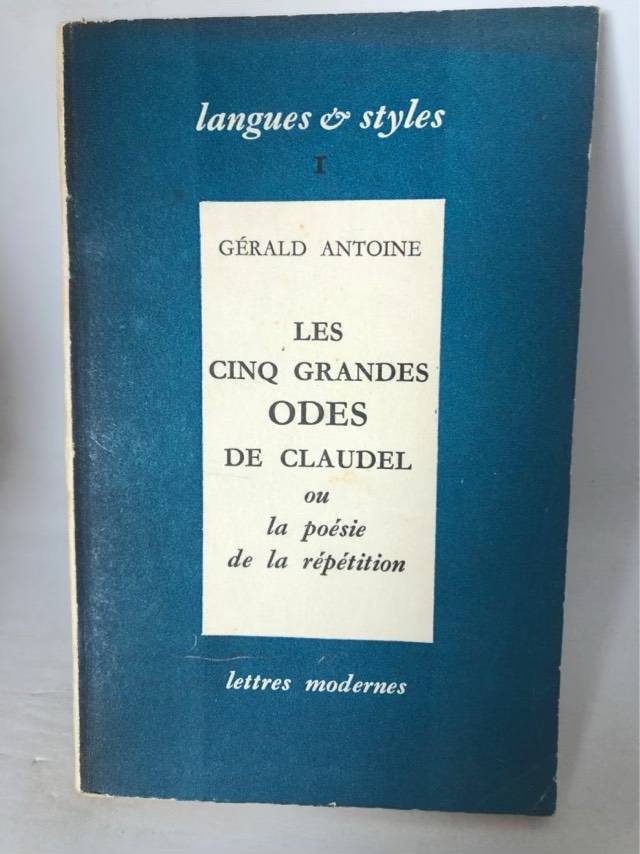 langues & styles
I
GÉRALD ANTOINE
LES
CINQ GRANDES
ODES
DE CLAUDEL
ou
la poésie
de la répétition
lettres modernes